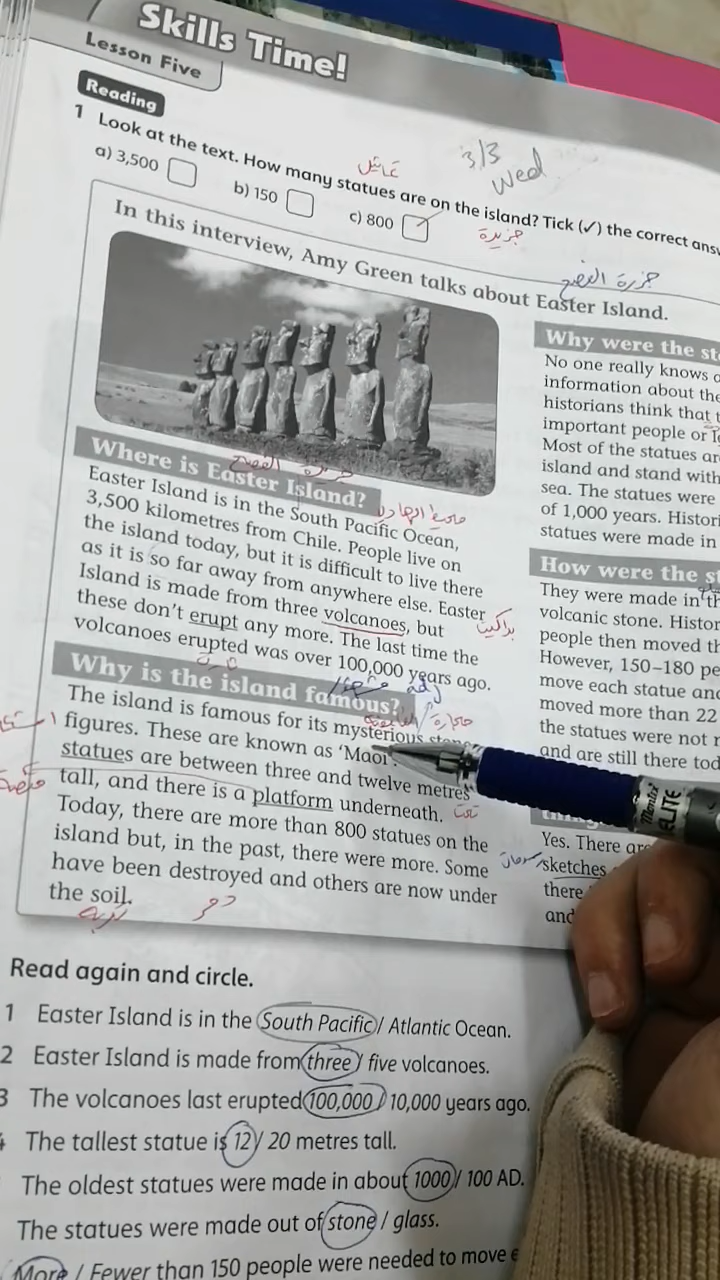 Skills Time!
Lesson Five
Reading
1 Look at the text. How many statues are on the island? Tick (✓) the correct
a) 3,500
b) 150
c) 800
3/3
Wed
جزيرة
In this interview, Amy Green talks about Easter Island.
Where is Easter Island?
Easter Island is in the South Pacific Ocean,
3,500 kilometres from Chile. People live on
the island today, but it is difficult to live there
as it is so far away from anywhere else. Easter
Island is made from three volcanoes, but
these don't erupt any more. The last time the
volcanoes erupted was over 100,000 years ago.
براكين
Why is the island famous?
The island is famous for its mysterious
figures. These are known as 'Maoi'.
statues are between three and twelve metres
tall, and there is a platform underneath.
تحت
Today, there are more than 800 statues on the
island but, in the past, there were more. Some
have been destroyed and others are now under
the soil.
تربة
Why were the
No one really knows
information about the
historians think that
important people or
Most of the statues
island and stand with
sea. The statues were
of 1,000 years.
statues were made in
How were the
They were made in
volcanic stone.
people then moved
However, 150–180
move each statue
moved more than 22
the statues were not
and are still there
Yes. There
sketches
there
and
Read again and circle.
1 Easter Island is in the South Pacific / Atlantic Ocean.
2 Easter Island is made from three / five volcanoes.
3 The volcanoes last erupted 100,000 / 10,000 years ago.
The tallest statue is 12 / 20 metres tall.
The oldest statues were made in about 1000 / 100 AD.
The statues were made out of stone / glass.
More / Fewer than 150 people were needed to move